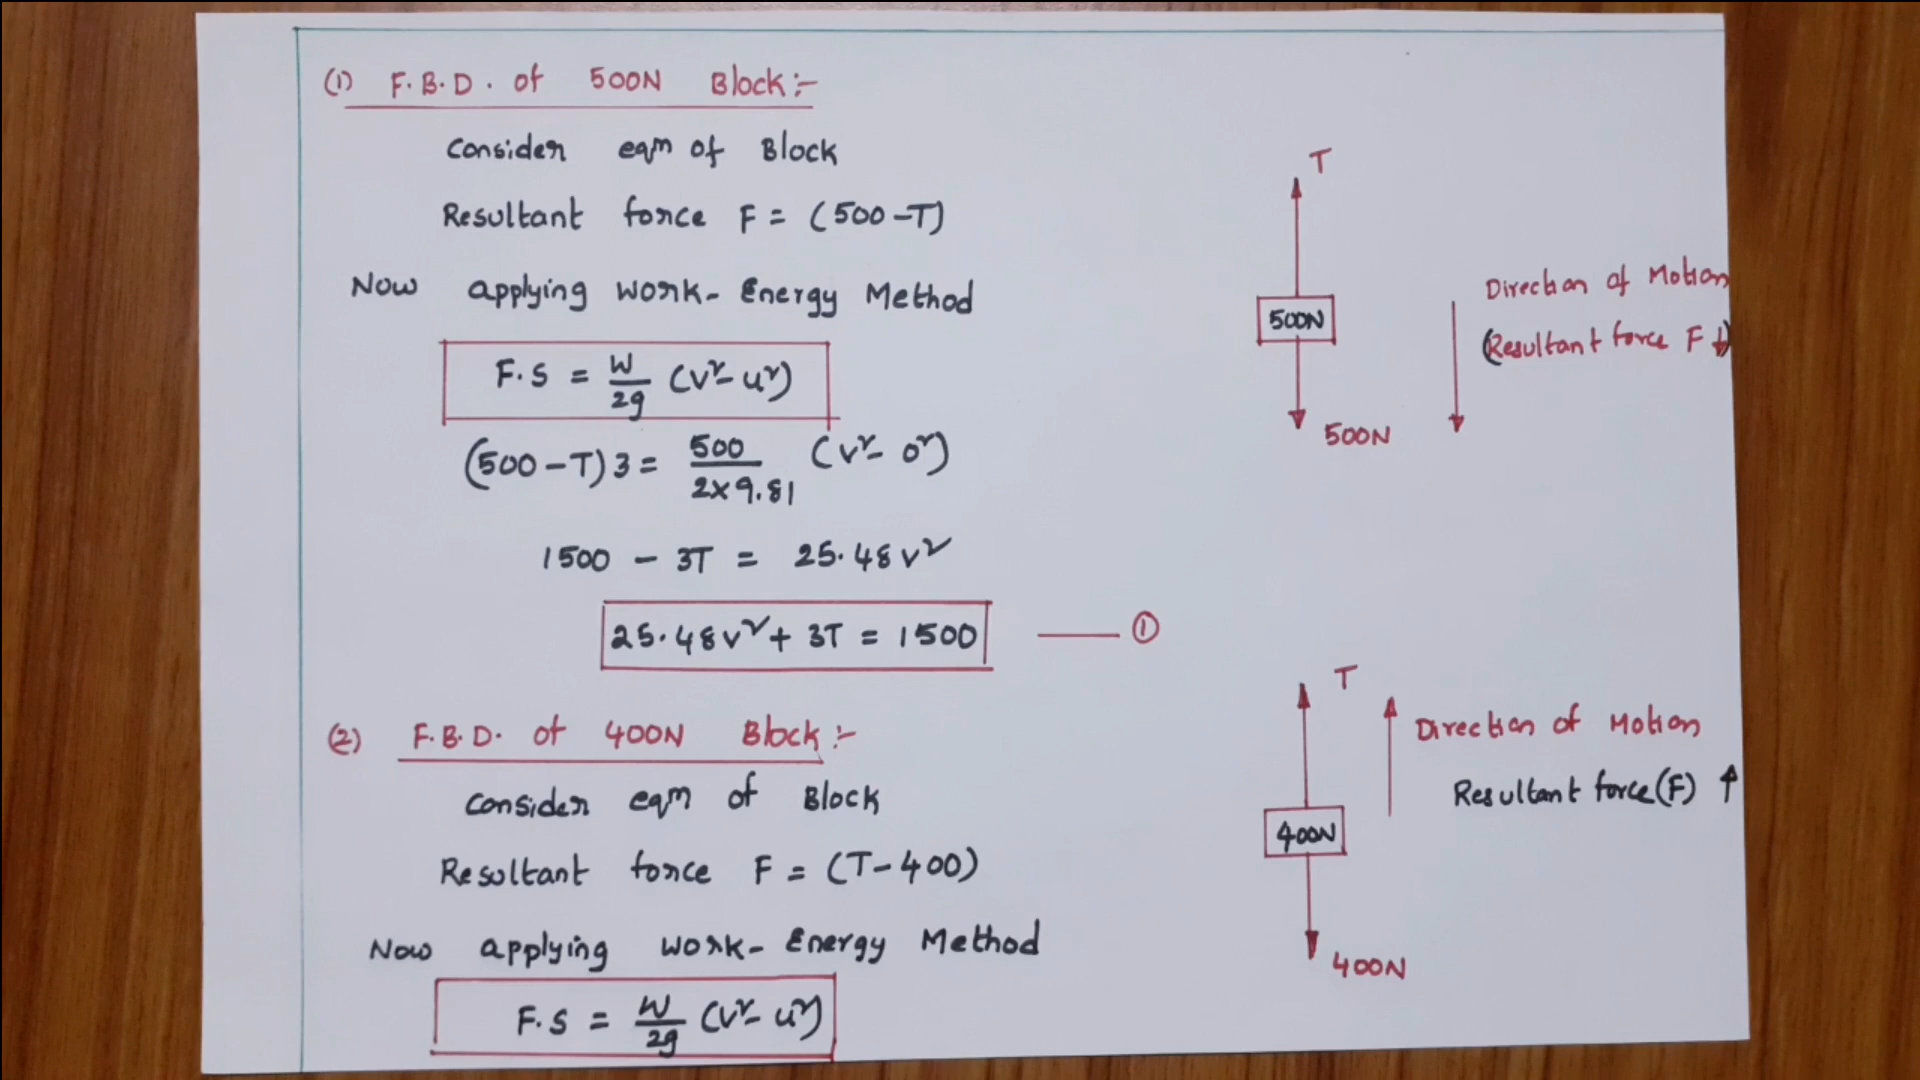 (1) F.B.D. of 500N Block:-
Consider eqm of Block
Resultant force F = (500-T)
Now applying Work-Energy Method
F.S = W/2g (v²-u²)
(500-T)3 = 500/2×9.81 (v²-0²)
1500 - 3T = 25.48v²
25.48v² + 3T = 1500 —— ①
T
500N
500N
Direction of Motion
(Resultant force F ↓)
(2) F.B.D. of 400N Block:-
Consider eqm of Block
Resultant force F = (T-400)
Now applying Work-Energy Method
F.S = W/2g (v²-u²)
T
Direction of Motion
Resultant force (F) ↑
400N
400N